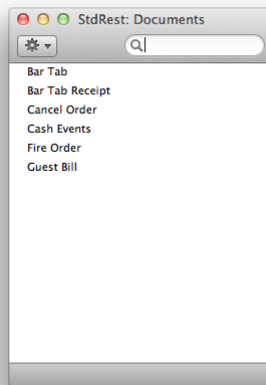 StdRest: Documents
Bar Tab
Bar Tab Receipt
Cancel Order
Cash Events
Fire Order
Guest Bill